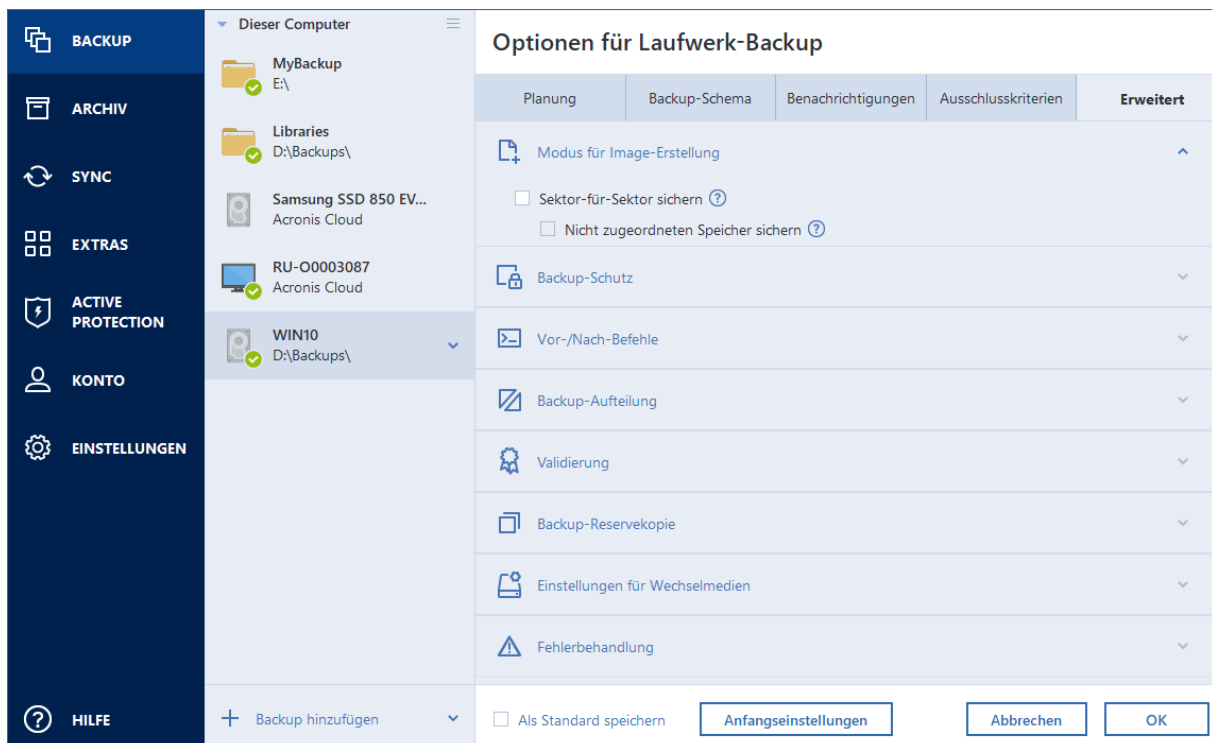 BACKUP
ARCHIV
SYNC
EXTRAS
ACTIVE
PROTECTION
KONTO
EINSTELLUNGEN
HILFE
Dieser Computer
MyBackup
E:\
Libraries
D:\Backups\
Samsung SSD 850 EV...
Acronis Cloud
RU-O0003087
Acronis Cloud
WIN10
D:\Backups\
Backup hinzufügen
Optionen für Laufwerk-Backup
Planung Backup-Schema Benachrichtigungen Ausschlusskriterien Erweitert
Modus für Image-Erstellung
Sektor-für-Sektor sichern ?
Nicht zugeordneten Speicher sichern ?
Backup-Schutz
Vor-/Nach-Befehle
Backup-Aufteilung
Validierung
Backup-Reservekopie
Einstellungen für Wechselmedien
Fehlerbehandlung
Als Standard speichern Anfangseinstellungen Abbrechen OK